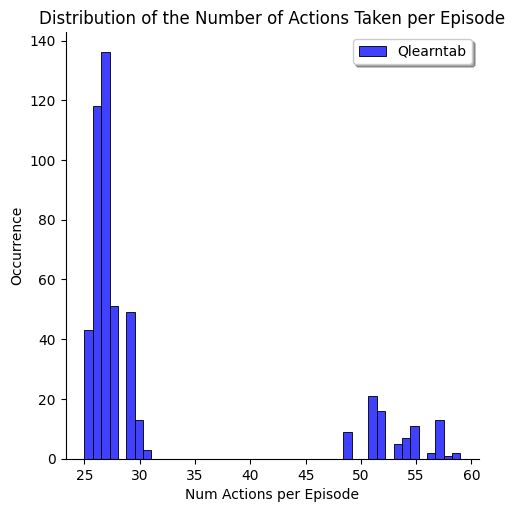 Distribution of the Number of Actions Taken per Episode
Qlearntab
140
120
100
80
60
40
20
0
Occurrence
25 30 35 40 45 50 55 60
Num Actions per Episode